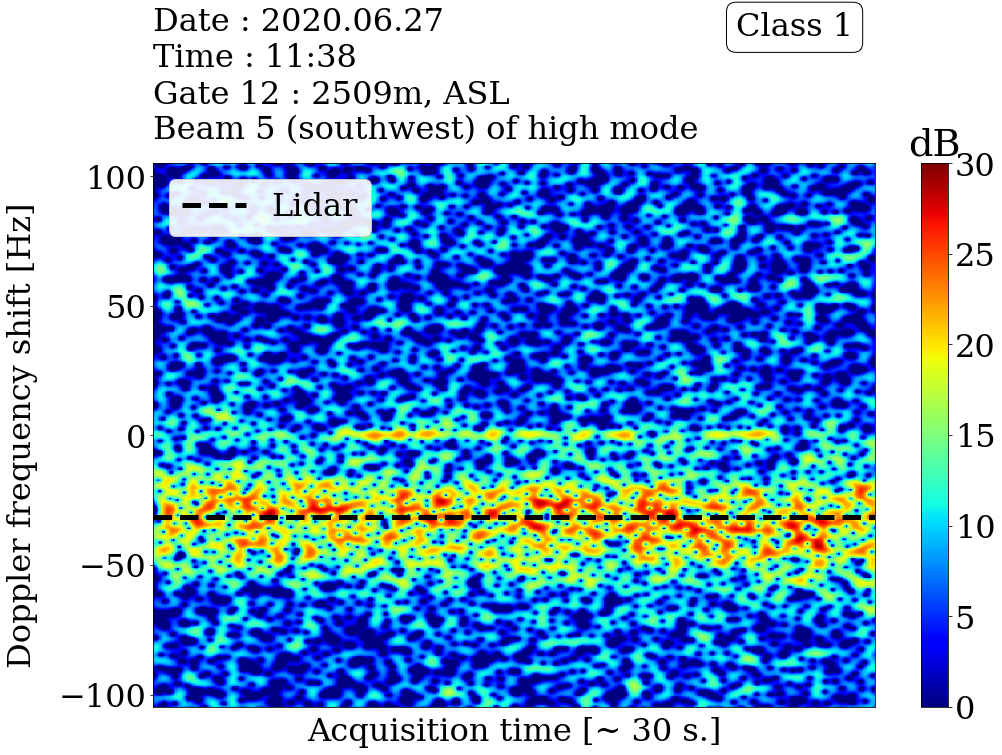 Date : 2020.06.27
Time : 11:38
Gate 12 : 2509m, ASL
Beam 5 (southwest) of high mode
Class 1
dB
Lidar
Doppler frequency shift [Hz]
100
50
0
−50
−100
30
25
20
15
10
5
0
Acquisition time [~ 30 s.]